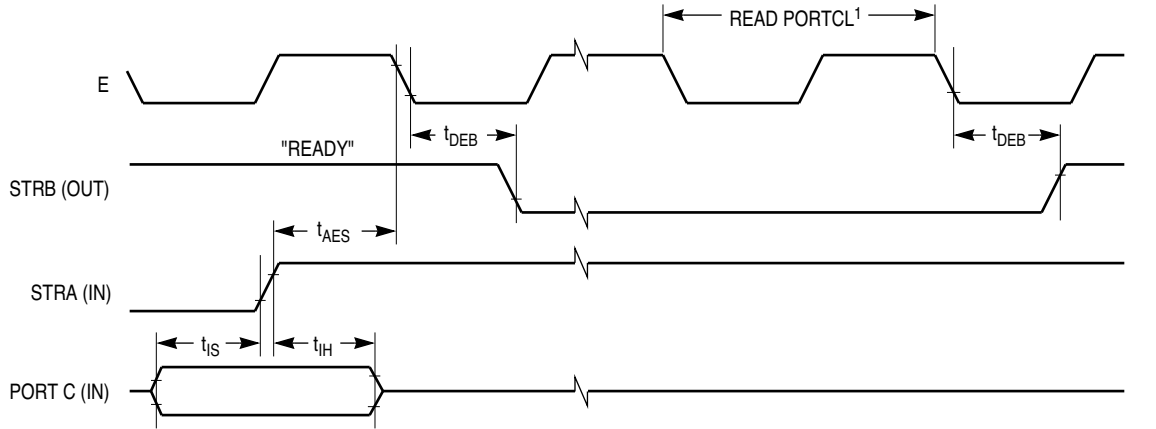 READ PORTCL1
E
tDEB
tDEB
"READY"
STRB (OUT)
tAES
STRA (IN)
tIS
tIH
PORT C (IN)